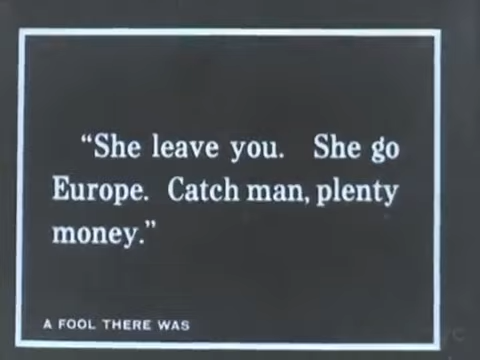 “She leave you. She go
Europe. Catch man, plenty
money.”
A FOOL THERE WAS